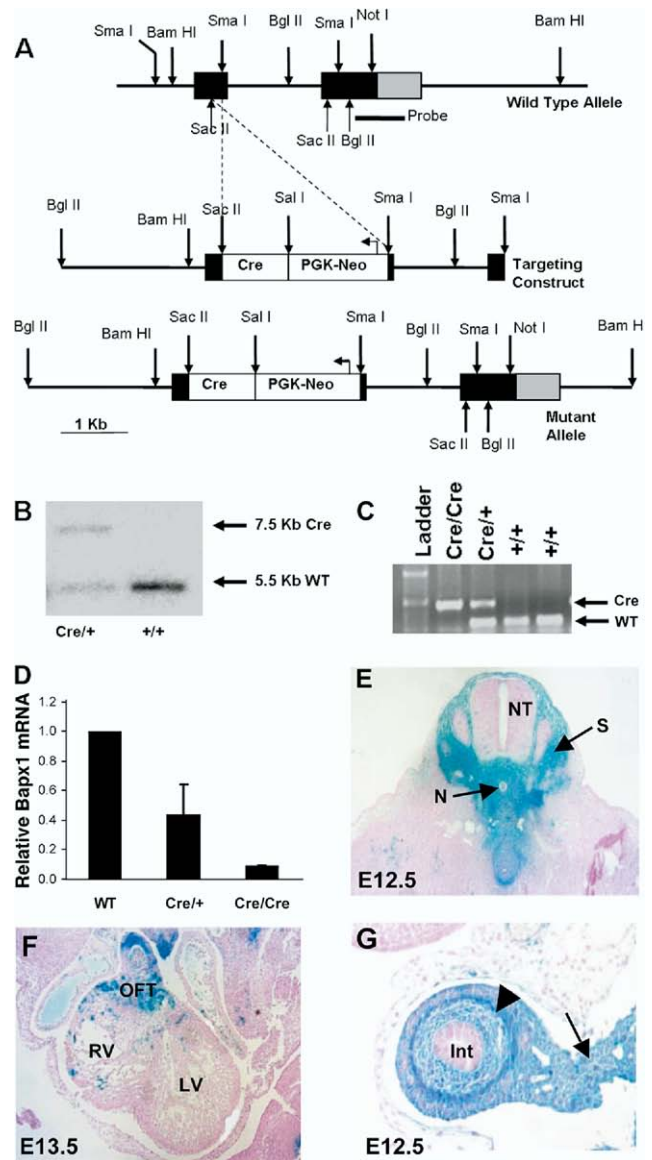 A
Sma I
Bam HI
Sma I
Bgl II
Sma I
Not I
Bam HI
Wild Type Allele
Sac II
Sac II
Bgl II
Probe
Bgl II
Bam HI
Sac II
Sal I
Sma I
Bgl II
Sma I
Cre
PGK-Neo
Targeting
Construct
Bgl II
Bam HI
Sac II
Sal I
Sma I
Bgl II
Sma I
Not I
Bam H
Cre
PGK-Neo
Mutant
Allele
1 Kb
Sac II
Bgl II
B
7.5 Kb Cre
5.5 Kb WT
Cre/+
+/+
C
Ladder
Cre/Cre
Cre/+
+/+
+/+
Cre
WT
D
Relative Bapx1 mRNA
1.2
1.0
0.8
0.6
0.4
0.2
0.0
WT
Cre/+
Cre/Cre
E
NT
S
N
E12.5
F
OFT
RV
LV
E13.5
G
Int
E12.5